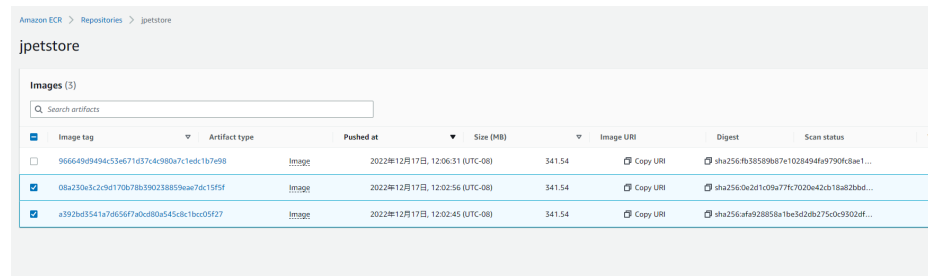 Amazon ECR > Repositories > jpetstore
jpetstore
Images (3)
Search artifacts
Image tag Artifact type Pushed at Size (MB) Image URI Digest Scan status
966649d9494c53e671d37c4c980a7c1edc1b7e98 Image 2022年12月17日, 12:06:31 (UTC-08) 341.54 Copy URI sha256:fb38589b87e1028494fa9790fc8ae1...
08a230e3c2c9d170b78b390238859eae7dc15f5f Image 2022年12月17日, 12:02:56 (UTC-08) 341.54 Copy URI sha256:0e2d1c09a77fc7020e42cb18a82bbd...
a392bd3541a7d656f7a0cd80a545c8c1bcc05f27 Image 2022年12月17日, 12:02:45 (UTC-08) 341.54 Copy URI sha256:afa928858a1be3d2db275c0c9302df...